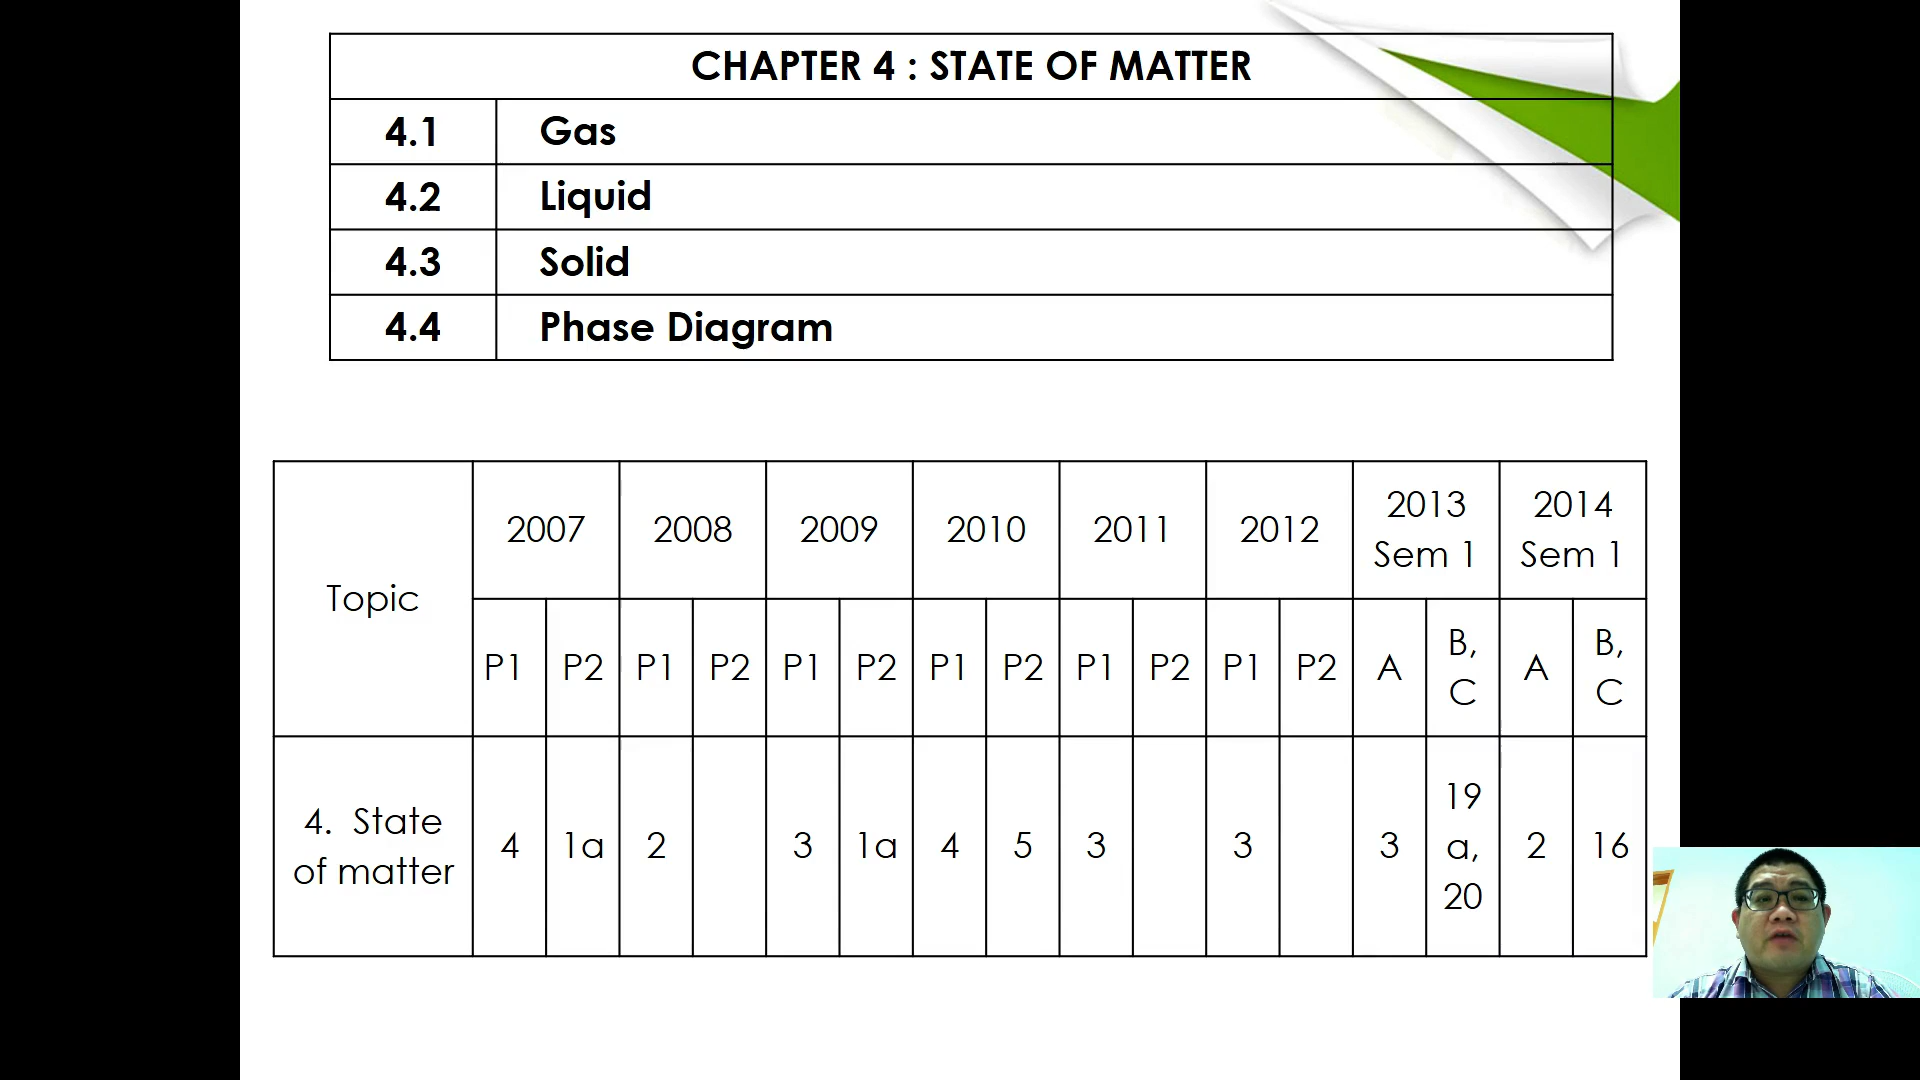 CHAPTER 4 : STATE OF MATTER
4.1 Gas
4.2 Liquid
4.3 Solid
4.4 Phase Diagram
Topic 2007 2008 2009 2010 2011 2012 2013 Sem 1 2014 Sem 1
P1 P2 P1 P2 P1 P2 P1 P2 P1 P2 P1 P2 A B, C A B, C
4. State of matter 4 1a 2 3 1a 4 5 3 3 3 19 a, 20 2 16